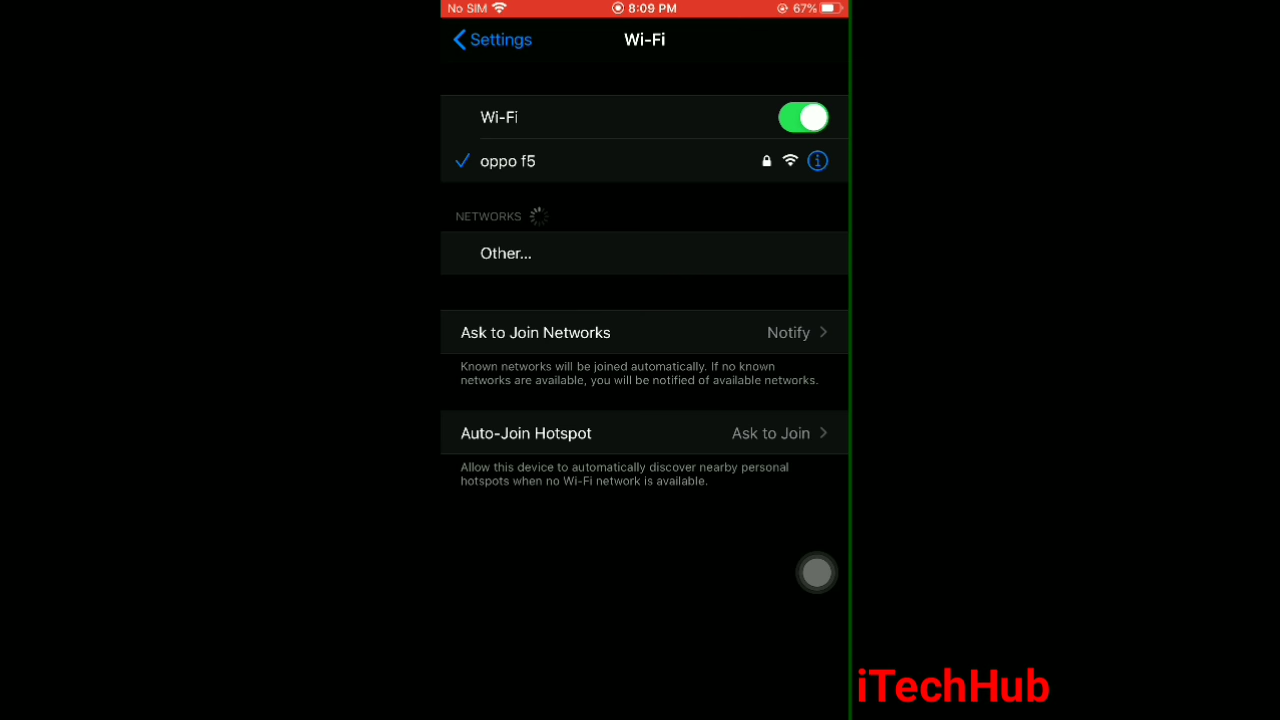 No SIM 8:09 PM 67%
Settings Wi-Fi
Wi-Fi
oppo f5
NETWORKS
Other...
Ask to Join Networks Notify
Known networks will be joined automatically. If no known
networks are available, you will be notified of available networks.
Auto-Join Hotspot Ask to Join
Allow this device to automatically discover nearby personal
hotspots when no Wi-Fi network is available.
iTechHub